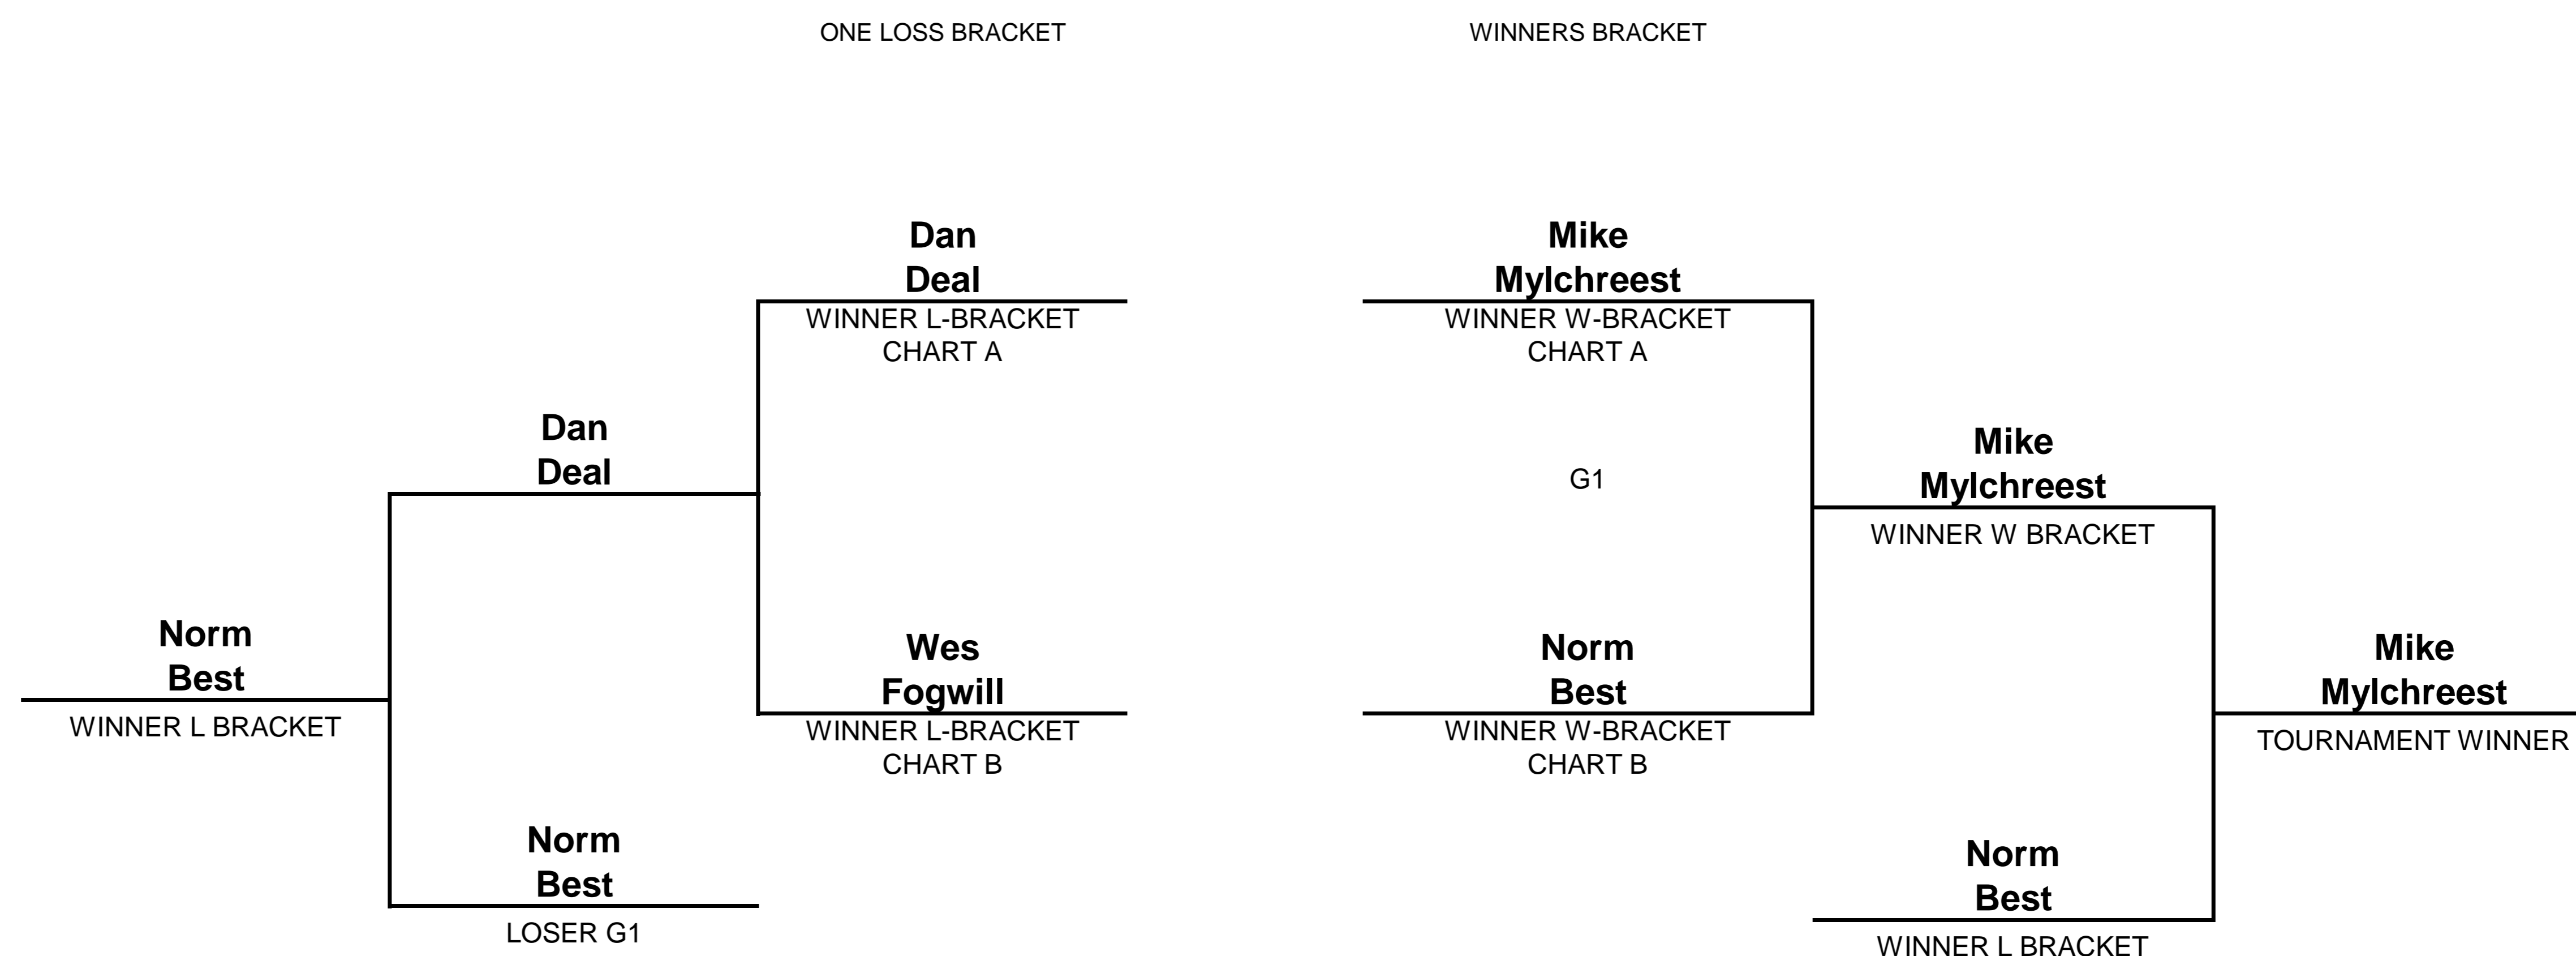 ONE LOSS BRACKET
WINNERS BRACKET
Dan
Deal
WINNER L-BRACKET
CHART A
Mike
Mylchreest
WINNER W-BRACKET
CHART A
Dan
Deal
G1
Mike
Mylchreest
WINNER W BRACKET
Norm
Best
WINNER L BRACKET
Wes
Fogwill
WINNER L-BRACKET
CHART B
Norm
Best
WINNER W-BRACKET
CHART B
Mike
Mylchreest
TOURNAMENT WINNER
Norm
Best
LOSER G1
Norm
Best
WINNER L BRACKET